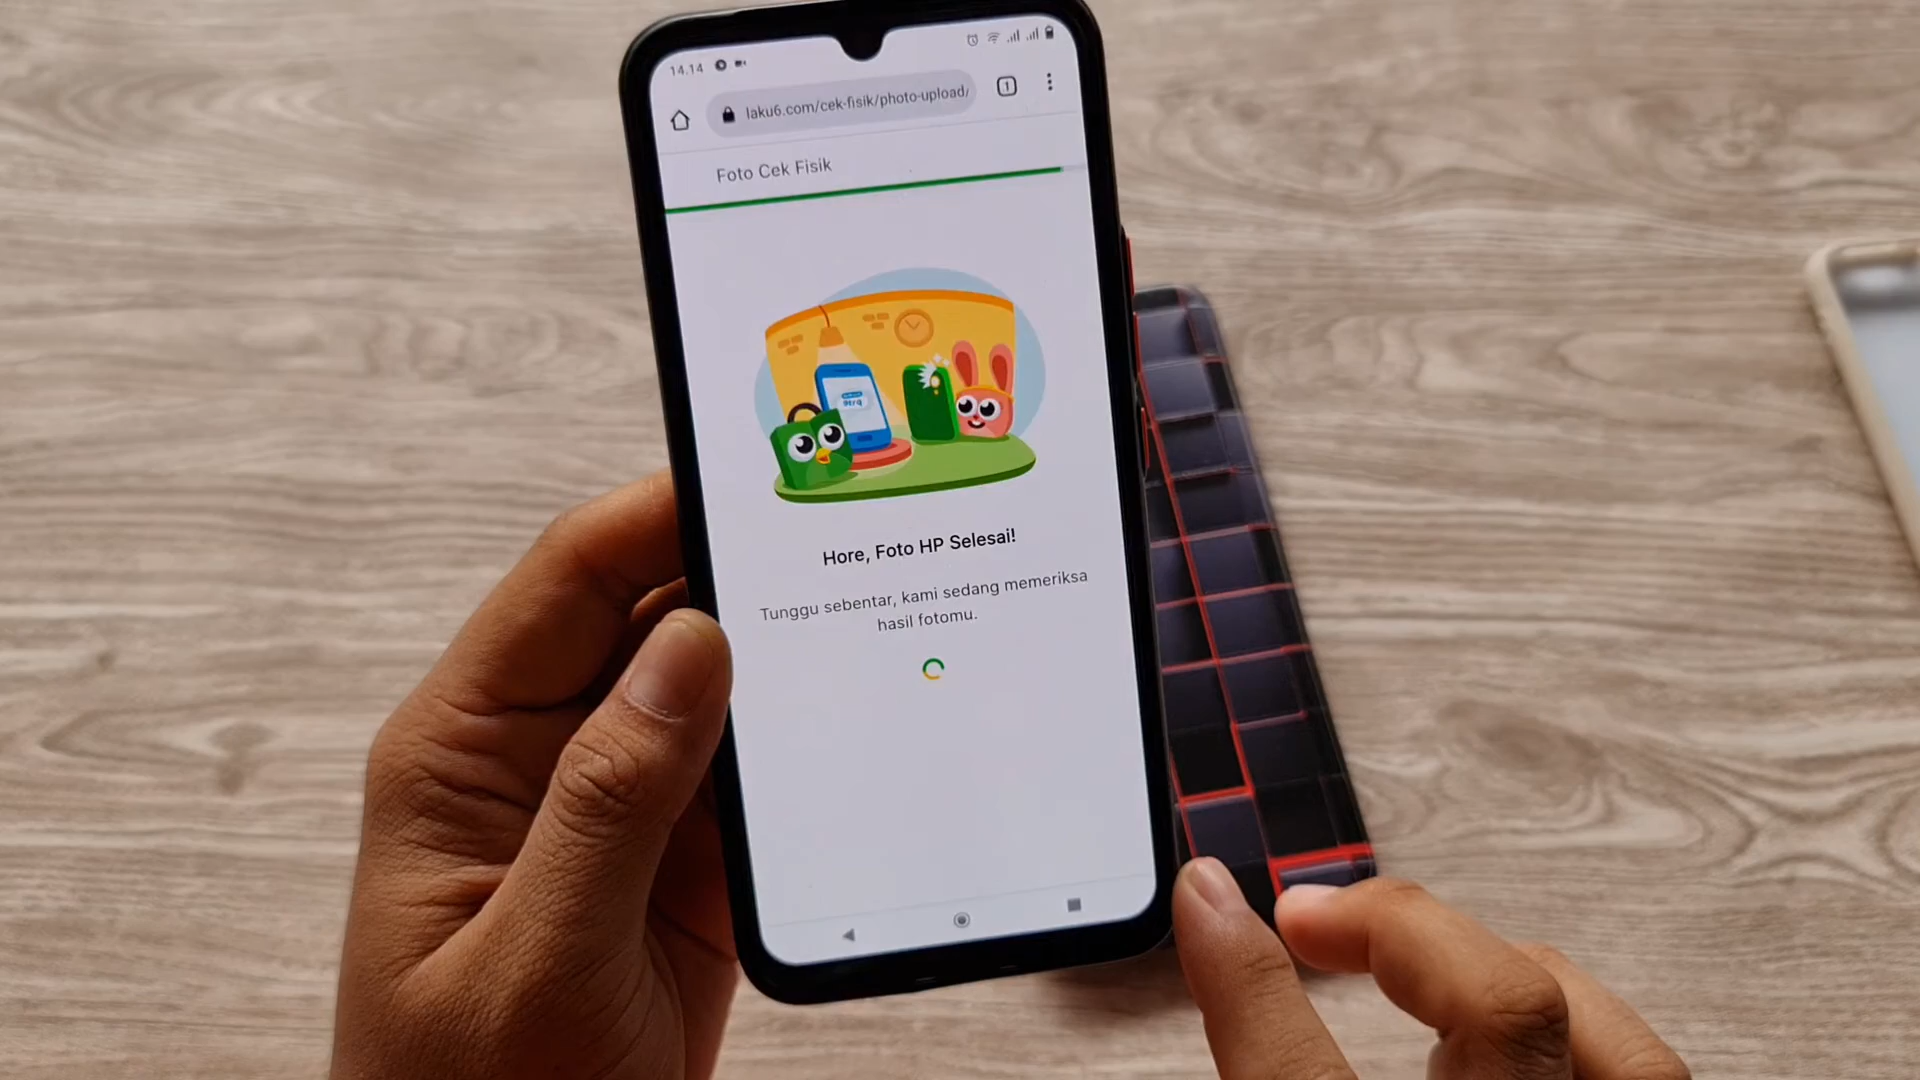 14.14
laku6.com/cek-fisik/photo-upload/
1
Foto Cek Fisik
Hore, Foto HP Selesai!
Tunggu sebentar, kami sedang memeriksa
hasil fotomu.